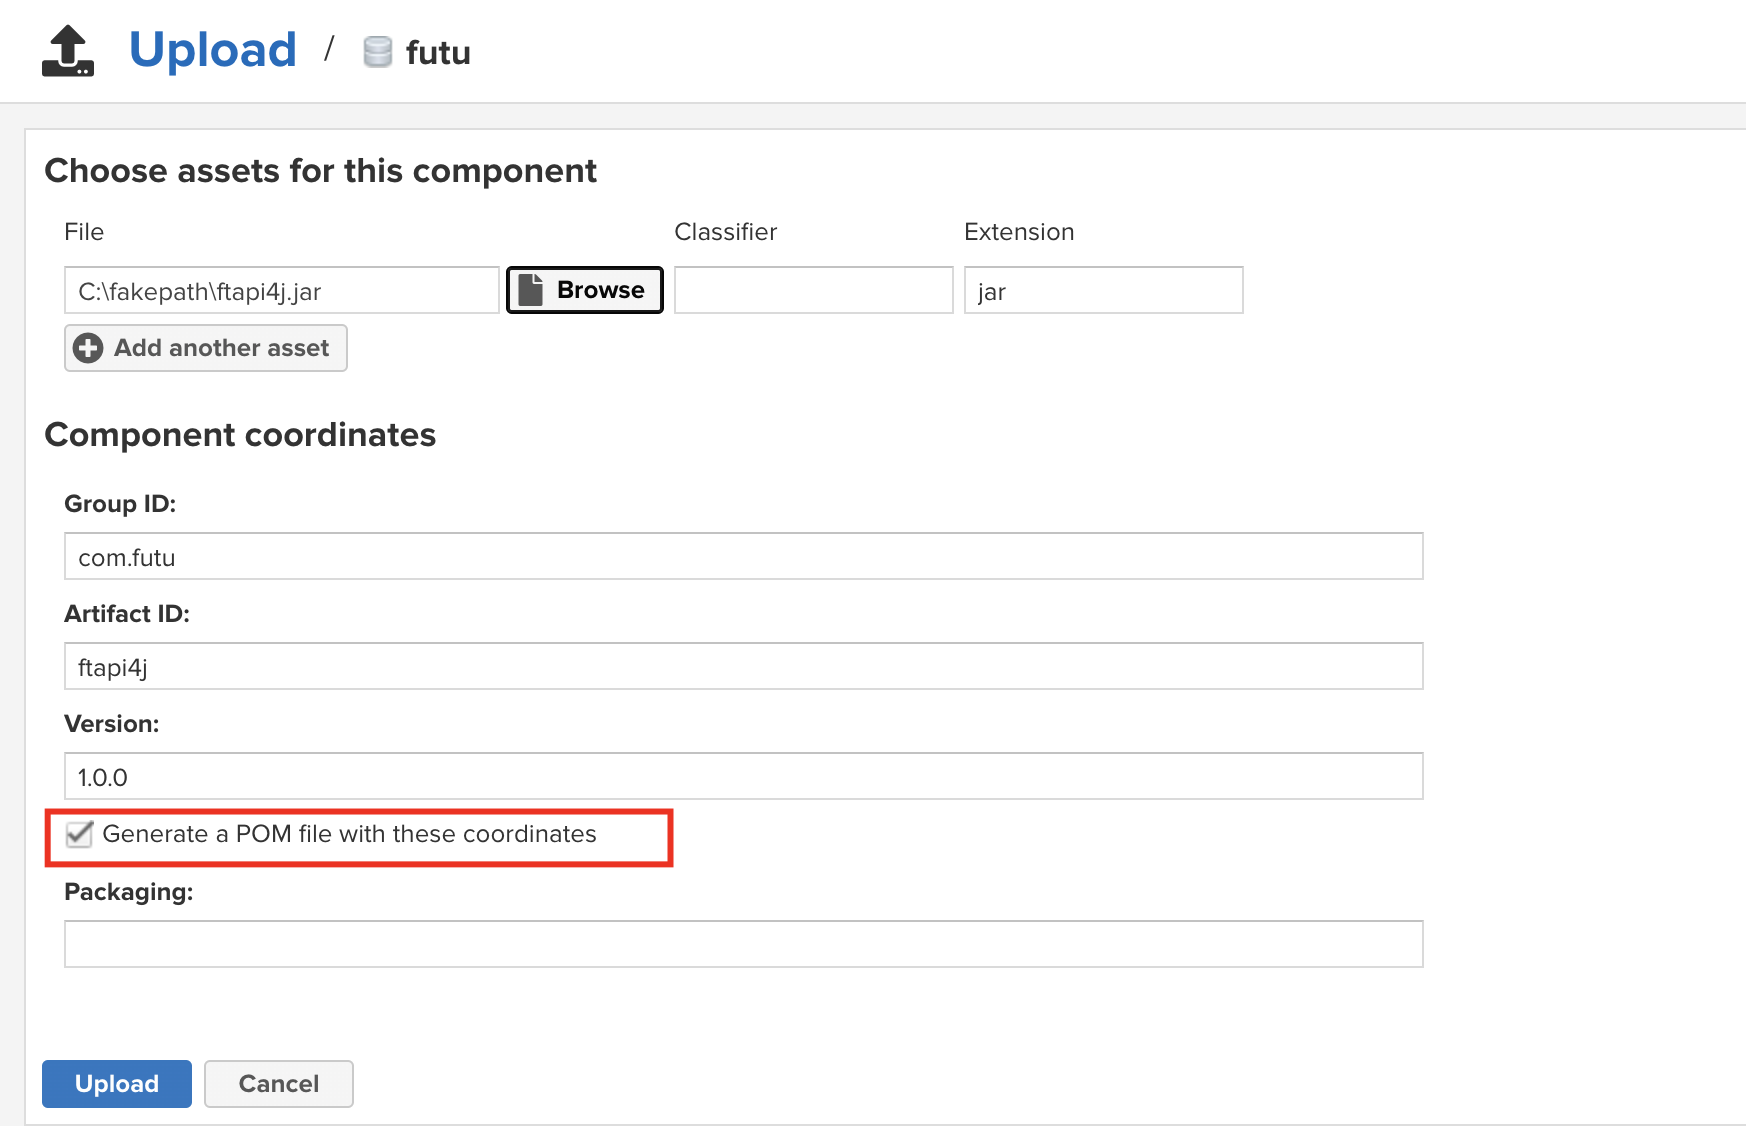 Upload / futu
Choose assets for this component
File Classifier Extension
C:\fakepath\ftapi4j.jar Browse jar
Add another asset
Component coordinates
Group ID:
com.futu
Artifact ID:
ftapi4j
Version:
1.0.0
Generate a POM file with these coordinates
Packaging:
Upload Cancel